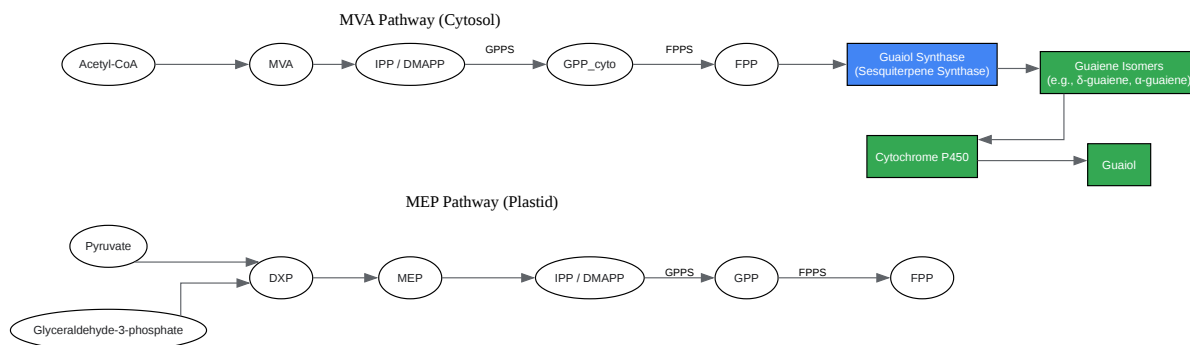 MVA Pathway (Cytosol)
GPPS
FPPS
Acetyl-CoA
MVA
IPP / DMAPP
GPP_cyto
FPP
Guaiol Synthase
(Sesquiterpene Synthase)
Guaiene Isomers
(e.g., δ-guaiene, α-guaiene)
Cytochrome P450
Guaiol
MEP Pathway (Plastid)
Pyruvate
DXP
MEP
IPP / DMAPP
GPPS
GPP
FPPS
FPP
Glyceraldehyde-3-phosphate